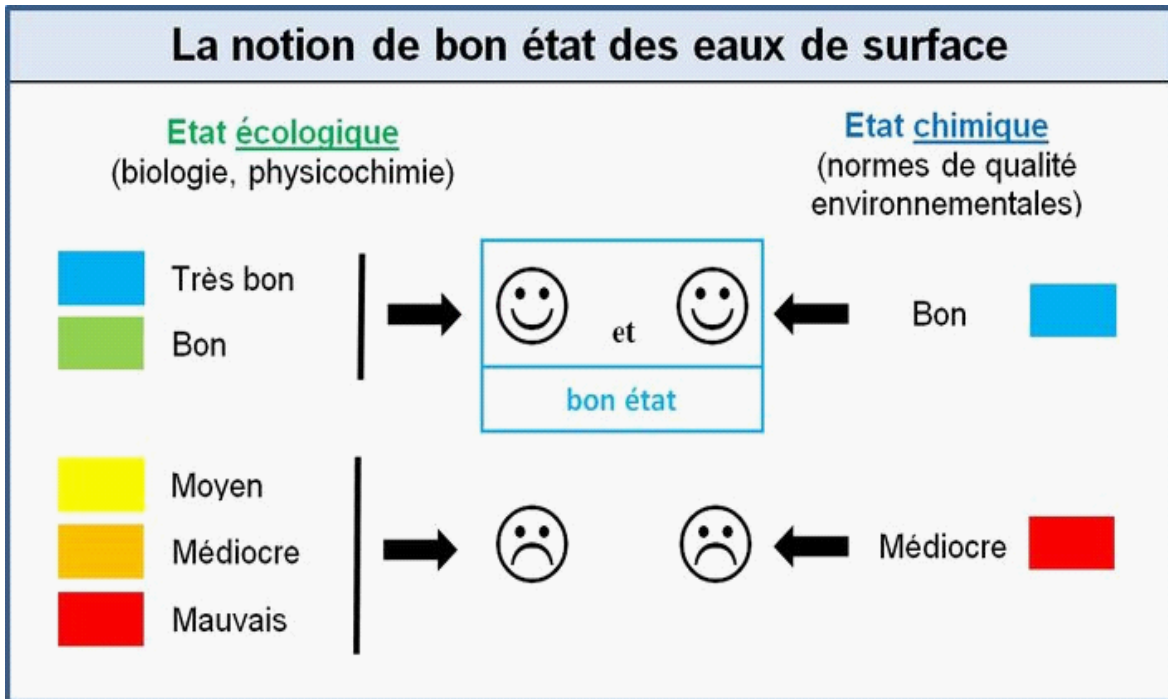 La notion de bon état des eaux de surface
Etat écologique
(biologie, physicochimie)
Etat chimique
(normes de qualité
environnementales)
Très bon
Bon
et
bon état
Bon
Moyen
Médiocre
Mauvais
Médiocre